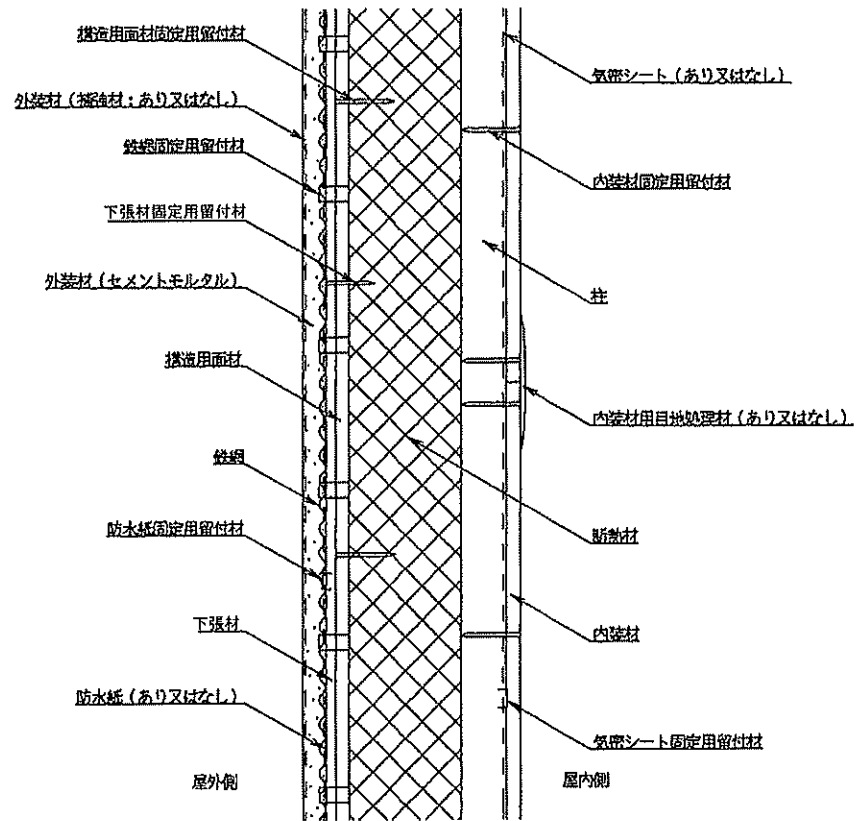 構造用面材固定用留付材
外装材(補強材:あり又はなし)
鉄網固定用留付材
下張材固定用留付材
外装材(セメントモルタル)
構造用面材
鉄網
防水紙固定用留付材
下張材
防水紙(あり又はなし)
屋外側
気密シート(あり又はなし)
内装材固定用留付材
柱
内装材用目地処理材(あり又はなし)
断熱材
内装材
気密シート固定用留付材
屋内側